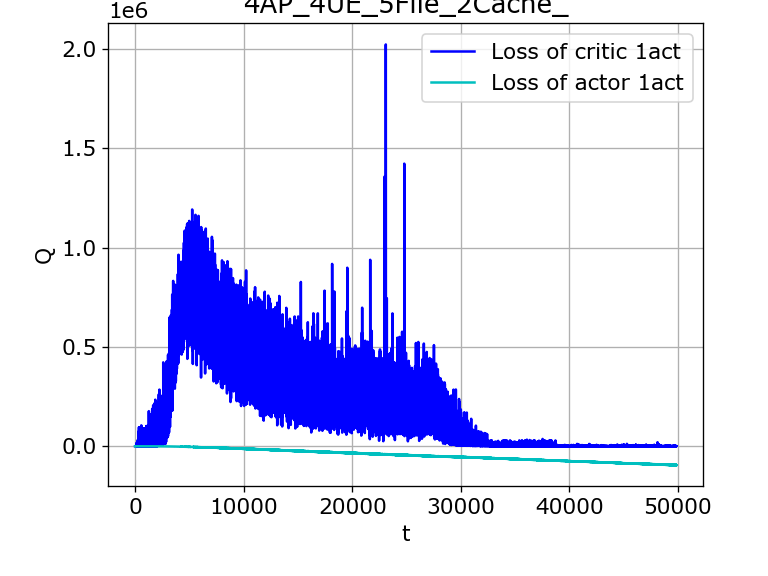 4AP_4UE_5File_2Cache_
1e6
Loss of critic 1act
Loss of actor 1act
2.0
1.5
1.0
0.5
0.0
Q
0 10000 20000 30000 40000 50000
t